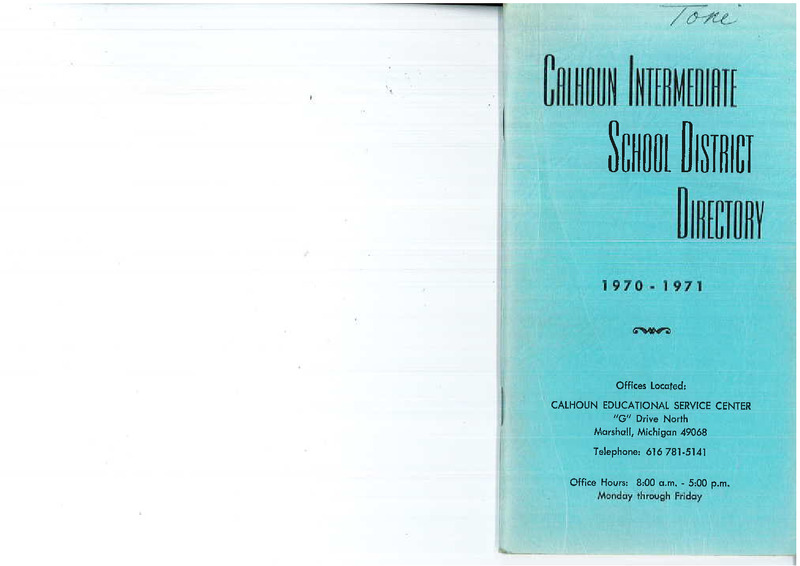 Tone
CALHOUN INTERMEDIATE
SCHOOL DISTRICT
DIRECTORY
1970 - 1971
Offices Located:
CALHOUN EDUCATIONAL SERVICE CENTER
"G" Drive North
Marshall, Michigan 49068
Telephone: 616 781-5141
Office Hours: 8:00 a.m. - 5:00 p.m.
Monday through Friday